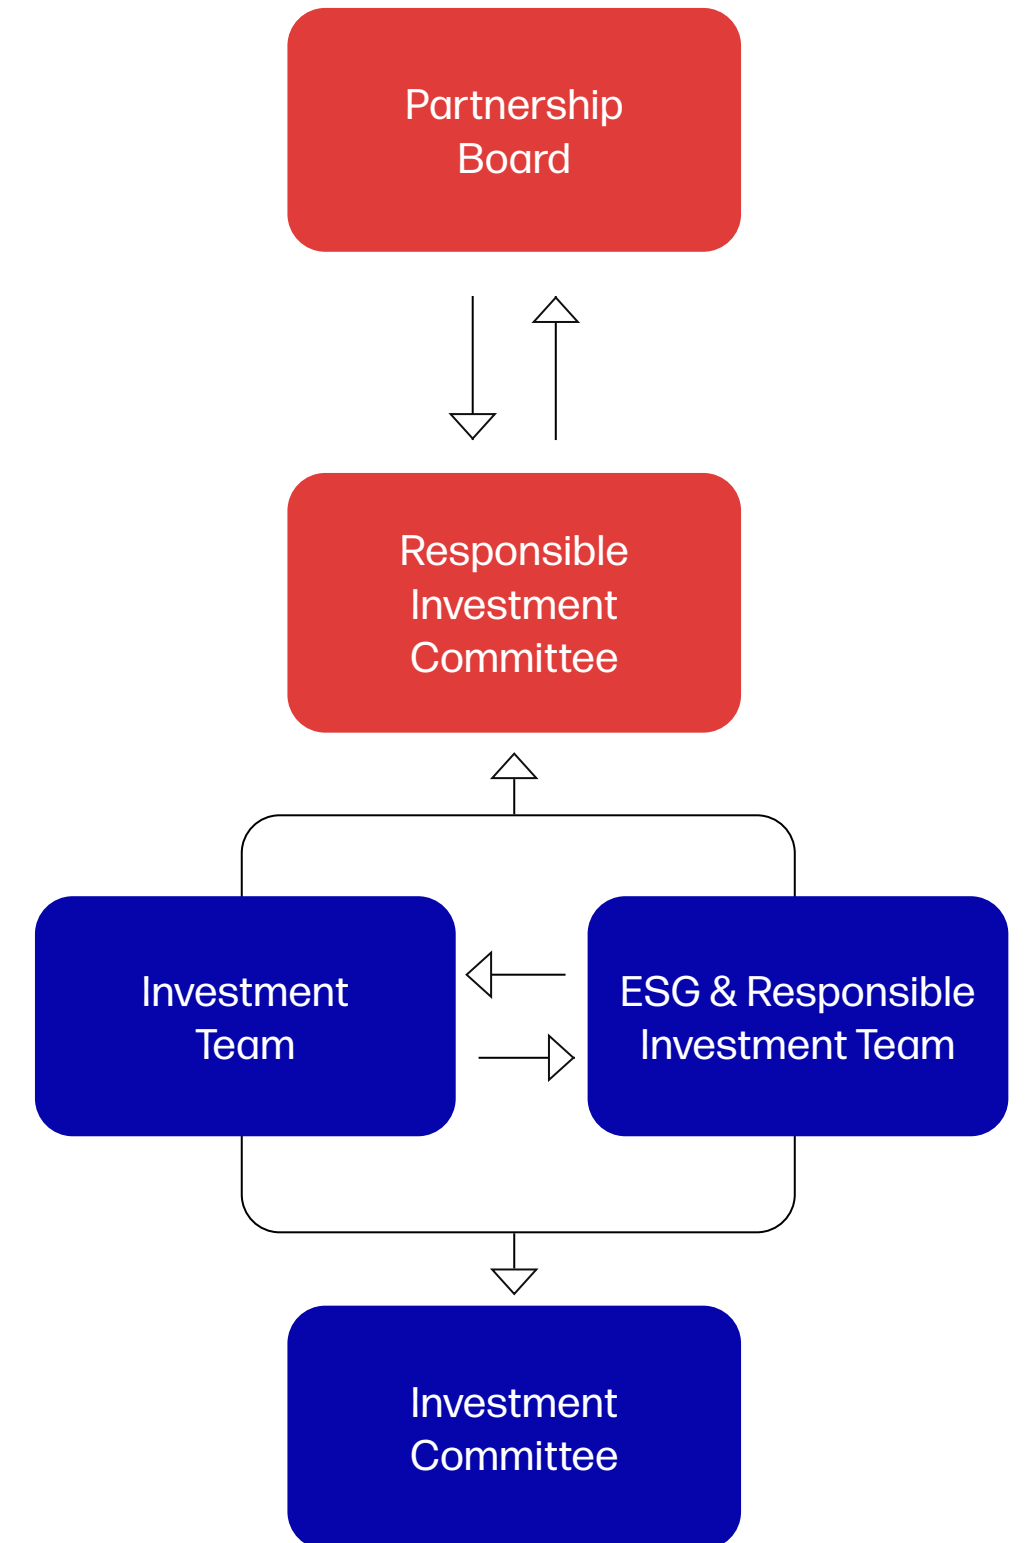 Partnership
Board
Responsible
Investment
Committee
Investment
Team
ESG & Responsible
Investment Team
Investment
Committee